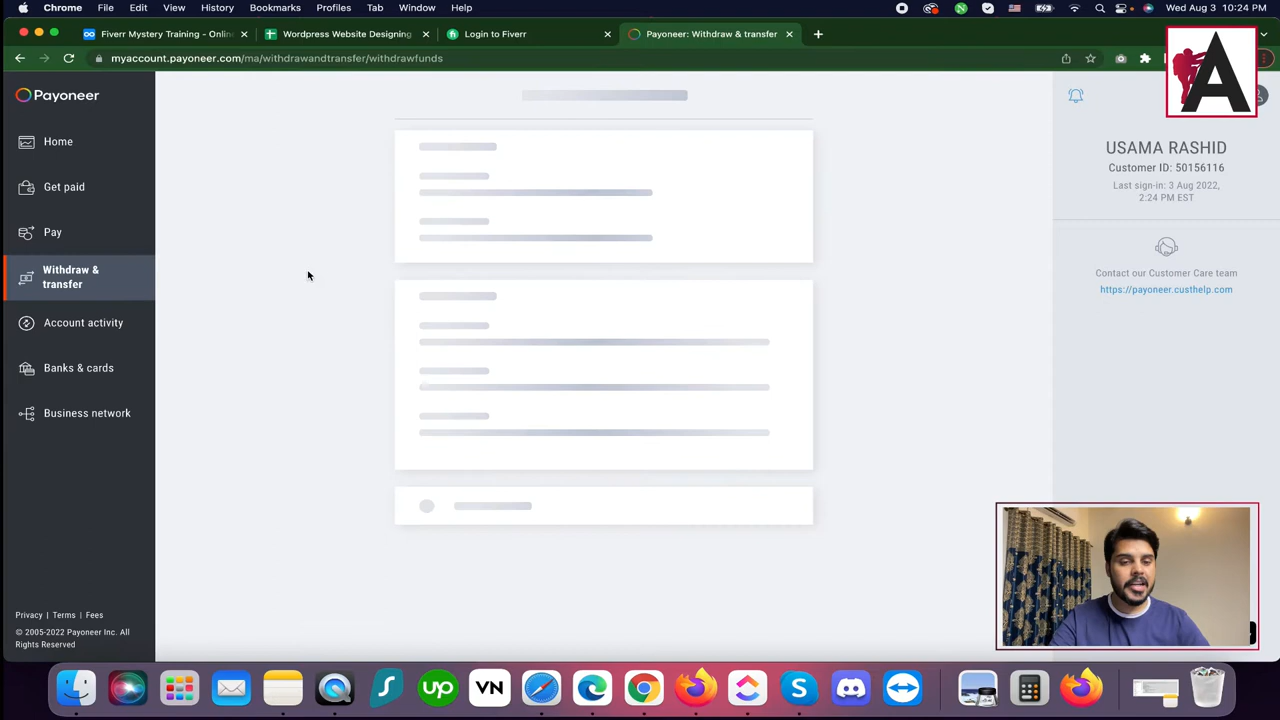 Chrome File Edit View History Bookmarks Profiles Tab Window Help
Wed Aug 3 10:24 PM
Fiverr Mystery Training - Onlin
Wordpress Website Designing
Login to Fiverr
Payoneer: Withdraw & transfer
myaccount.payoneer.com/ma/withdrawandtransfer/withdrawfunds
A
Payoneer
Home
Get paid
Pay
Withdraw &
transfer
Account activity
Banks & cards
Business network
USAMA RASHID
Customer ID: 50156116
Last sign-in: 3 Aug 2022,
2:24 PM EST
Contact our Customer Care team
https://payoneer.custhelp.com
Privacy | Terms | Fees
© 2005-2022 Payoneer Inc. All
Rights Reserved
up
VN
S